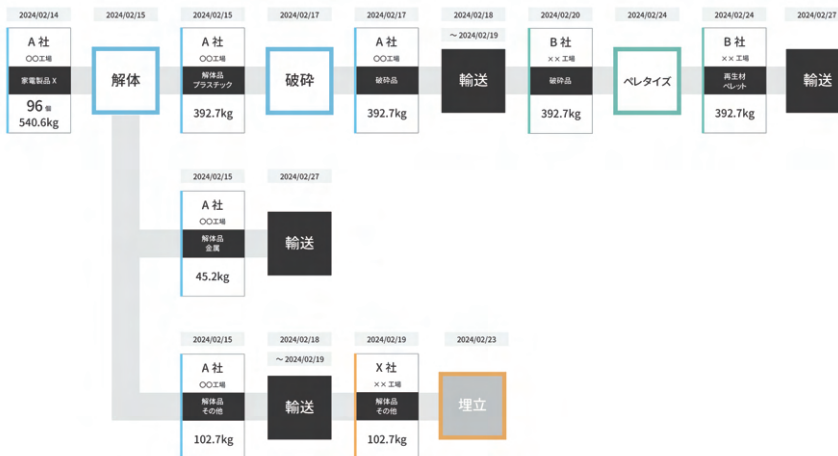 2024/02/14
2024/02/15
2024/02/15
2024/02/17
2024/02/17
2024/02/18
～ 2024/02/19
2024/02/20
2024/02/24
2024/02/24
2024/02/27
A 社
〇〇工場
家電製品 X
96 個
540.6kg
解体
A 社
〇〇工場
解体品
プラスチック
392.7kg
破砕
A 社
〇〇工場
破砕品
392.7kg
輸送
B 社
×× 工場
破砕品
392.7kg
ペレタイズ
B 社
×× 工場
再生材
ペレット
392.7kg
輸送
2024/02/15
2024/02/27
A 社
〇〇工場
解体品
金属
45.2kg
輸送
2024/02/15
2024/02/18
～ 2024/02/19
2024/02/19
2024/02/23
A 社
〇〇工場
解体品
その他
102.7kg
輸送
X 社
×× 工場
解体品
その他
102.7kg
埋立